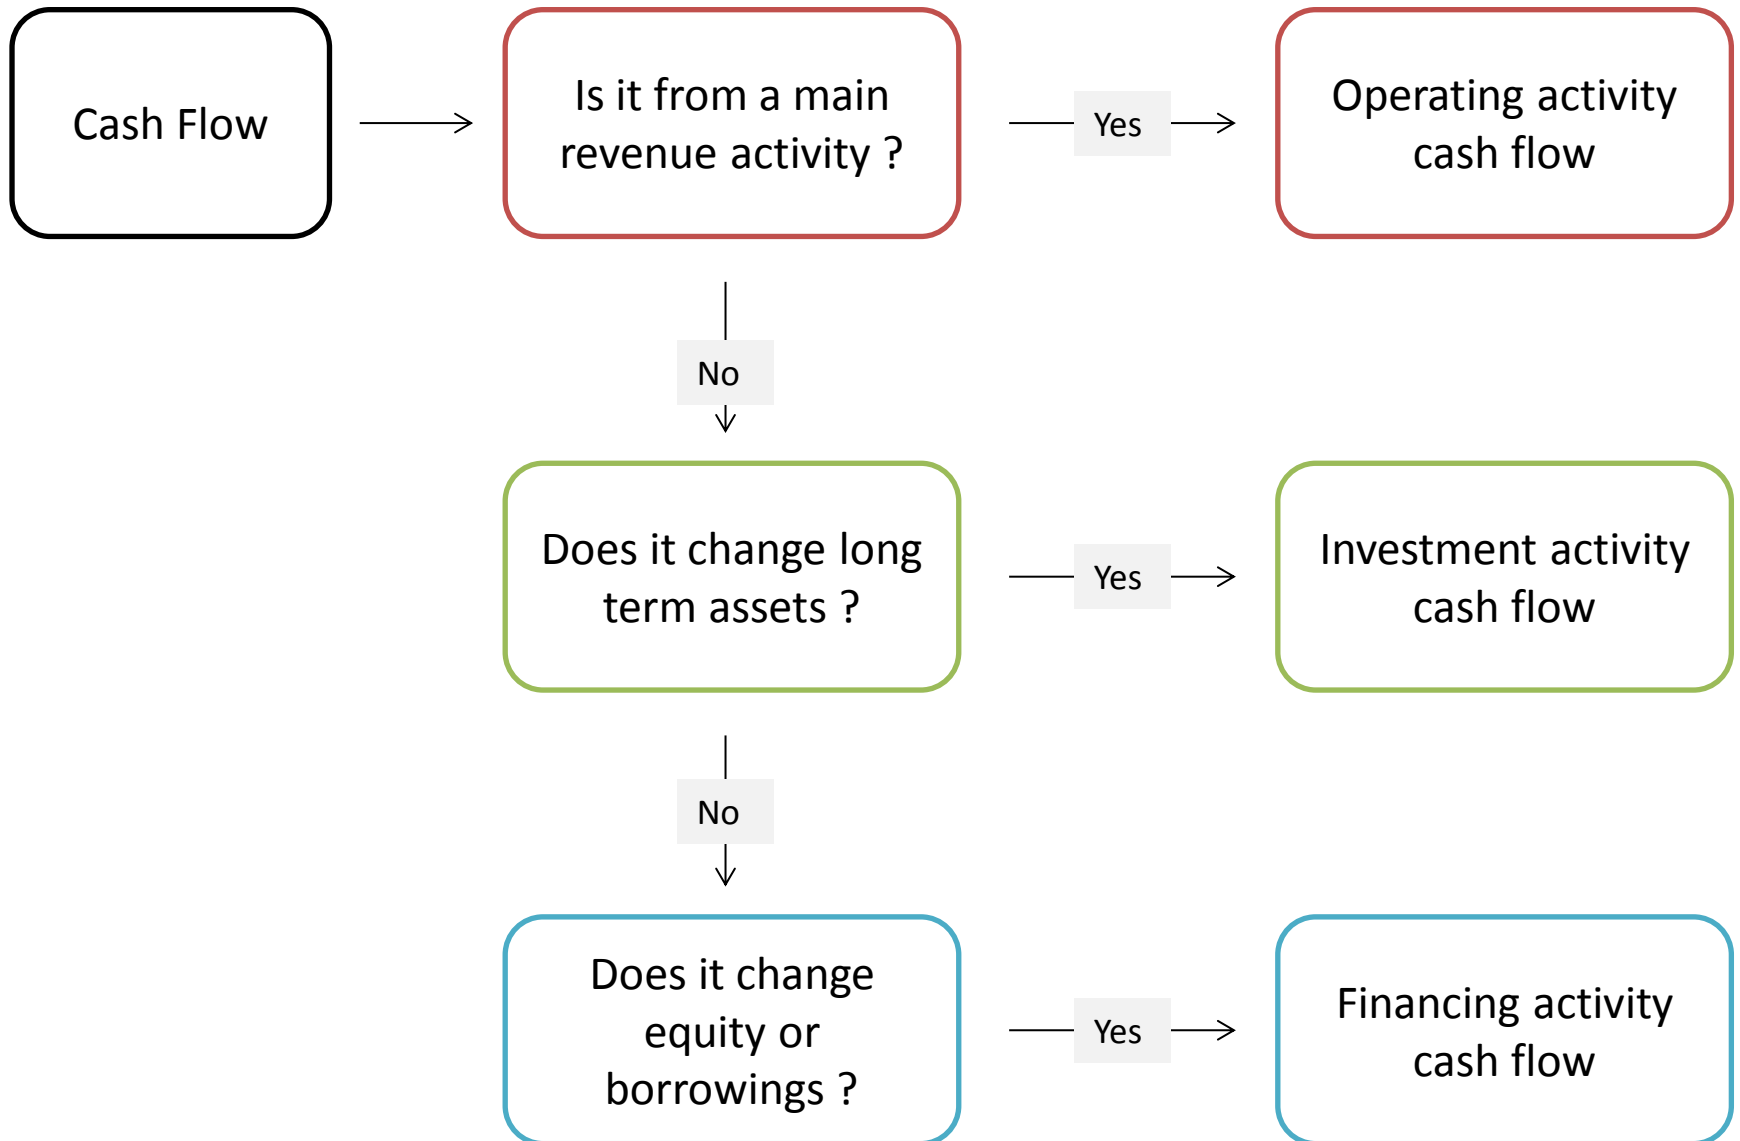 Cash Flow
Is it from a main
revenue activity ?
Yes
Operating activity
cash flow
No
Does it change long
term assets ?
Yes
Investment activity
cash flow
No
Does it change
equity or
borrowings ?
Yes
Financing activity
cash flow